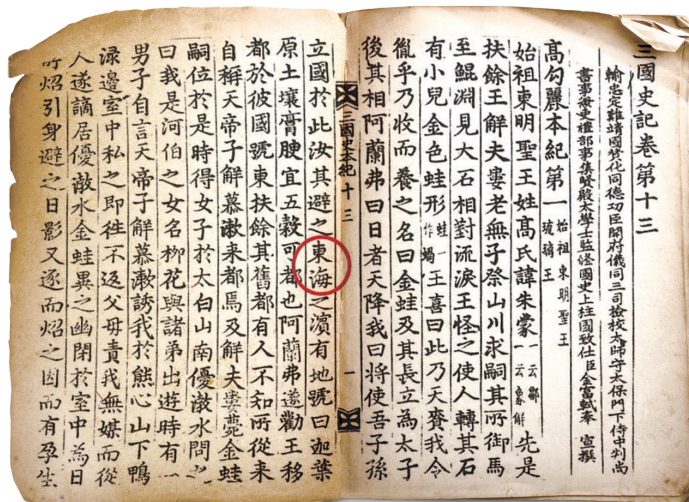 三國史記卷第十三
輸忠定難靖國贊化同德功臣開府儀同三司檢校太師守太保門下侍中判尚
書事兼吏禮部事集賢殿太學士監修國史上柱國致仕臣金富軾奉 宣撰
高勾麗本紀第一 始祖東明聖王 琉璃王
始祖東明聖王姓高氏諱朱蒙 一云鄒 一云象解 先是
扶餘王解夫婁老無子祭山川求嗣其所御馬
至鯤淵見大石相對流淚王怪之使人轉其石
有小兒金色蛙形 蛙一作蝸 王喜曰此乃天賚我令
胤乎乃收而養之名曰金蛙及其長立為太子
後其相阿蘭弗曰日者天降我曰將使吾子孫
三國史本紀十三 一
立國於此汝其避之東海之濱有地號曰迦葉
原土壤膏腴宜五穀可都也阿蘭弗遂勸王移
都於彼國號東扶餘其舊都有人不知所從来
自稱天帝子解慕漱来都焉及解夫婁薨金蛙
嗣位於是時得女子於太白山南優渤水問之
曰我是河伯之女名柳花與諸弟出遊時有一
男子自言天帝子解慕漱誘我於熊心山下鴨
渌邊室中私之即徃不返父母責我無媒而從
人遂謫居優渤水金蛙異之幽閉於室中為日
所炤引身避之日影又逐而炤之因而有孕生